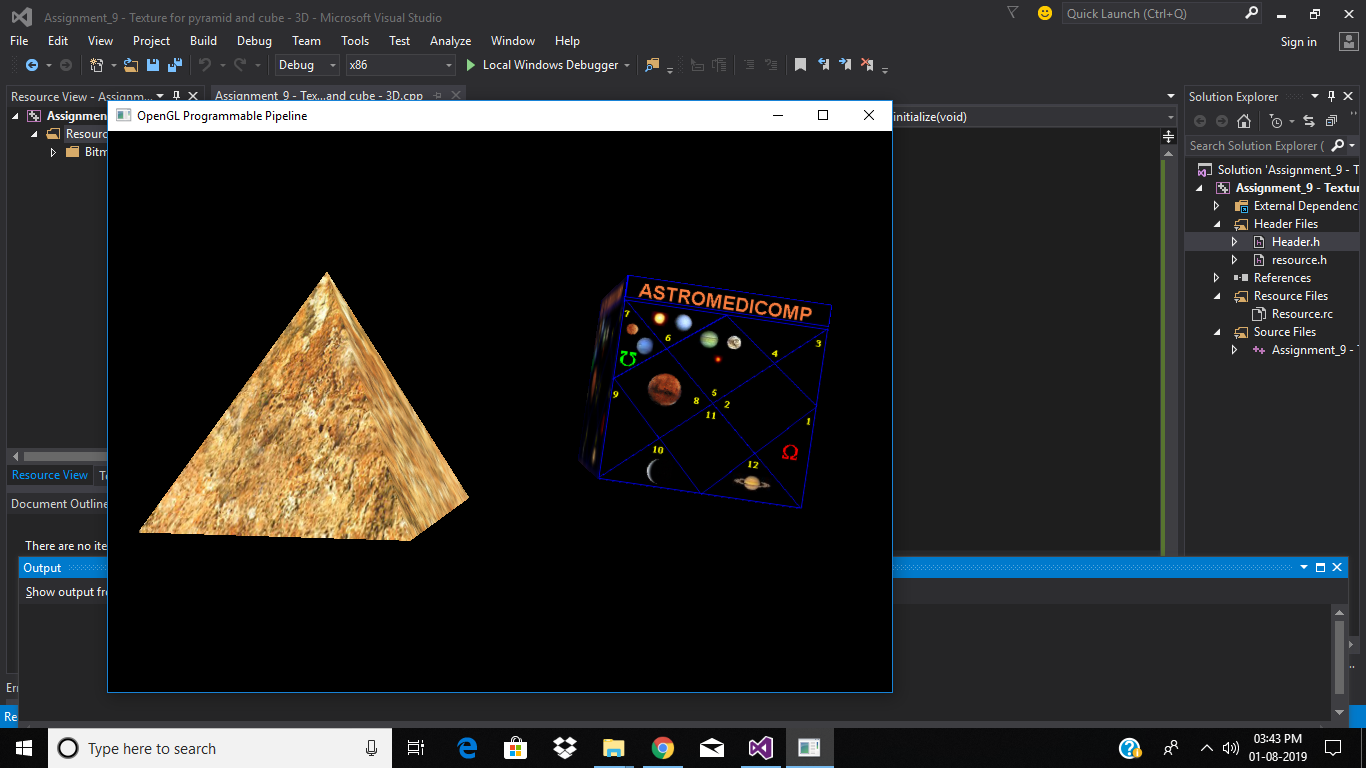 Assignment_9 - Texture for pyramid and cube - 3D - Microsoft Visual Studio
Quick Launch (Ctrl+Q)
File Edit View Project Build Debug Team Tools Test Analyze Window Help
Sign in
Debug x86 Local Windows Debugger
Resource View - Assignm...
Assignment_9 - Tex...and cube - 3D.cpp
Solution Explorer
Assignmen
OpenGL Programmable Pipeline
initialize(void)
Resourc
Bitm
Search Solution Explorer (
Solution 'Assignment_9 - T
Assignment_9 - Textur
External Dependenc
Header Files
Header.h
resource.h
References
Resource Files
Resource.rc
Source Files
Assignment_9 - T
ASTROMEDICOMP
7
6
3
4
Ʊ
9
5
8
2
11
1
10
Ω
12
Resource View
Document Outline
There are no ite
Output
Show output fr
Err
Re
Type here to search
03:43 PM
01-08-2019